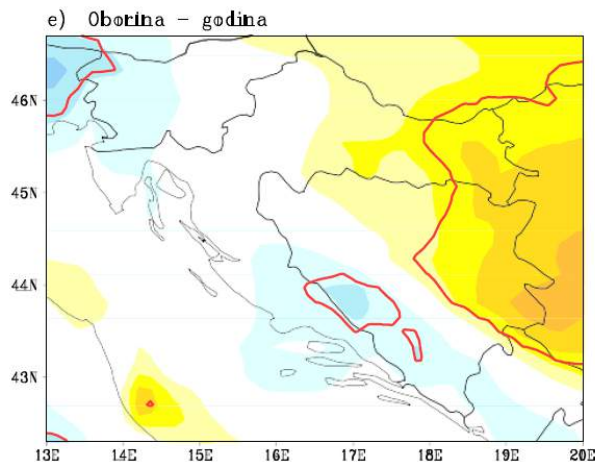 e) Oborina – godina
46N
45N
44N
43N
13E 14E 15E 16E 17E 18E 19E 20E